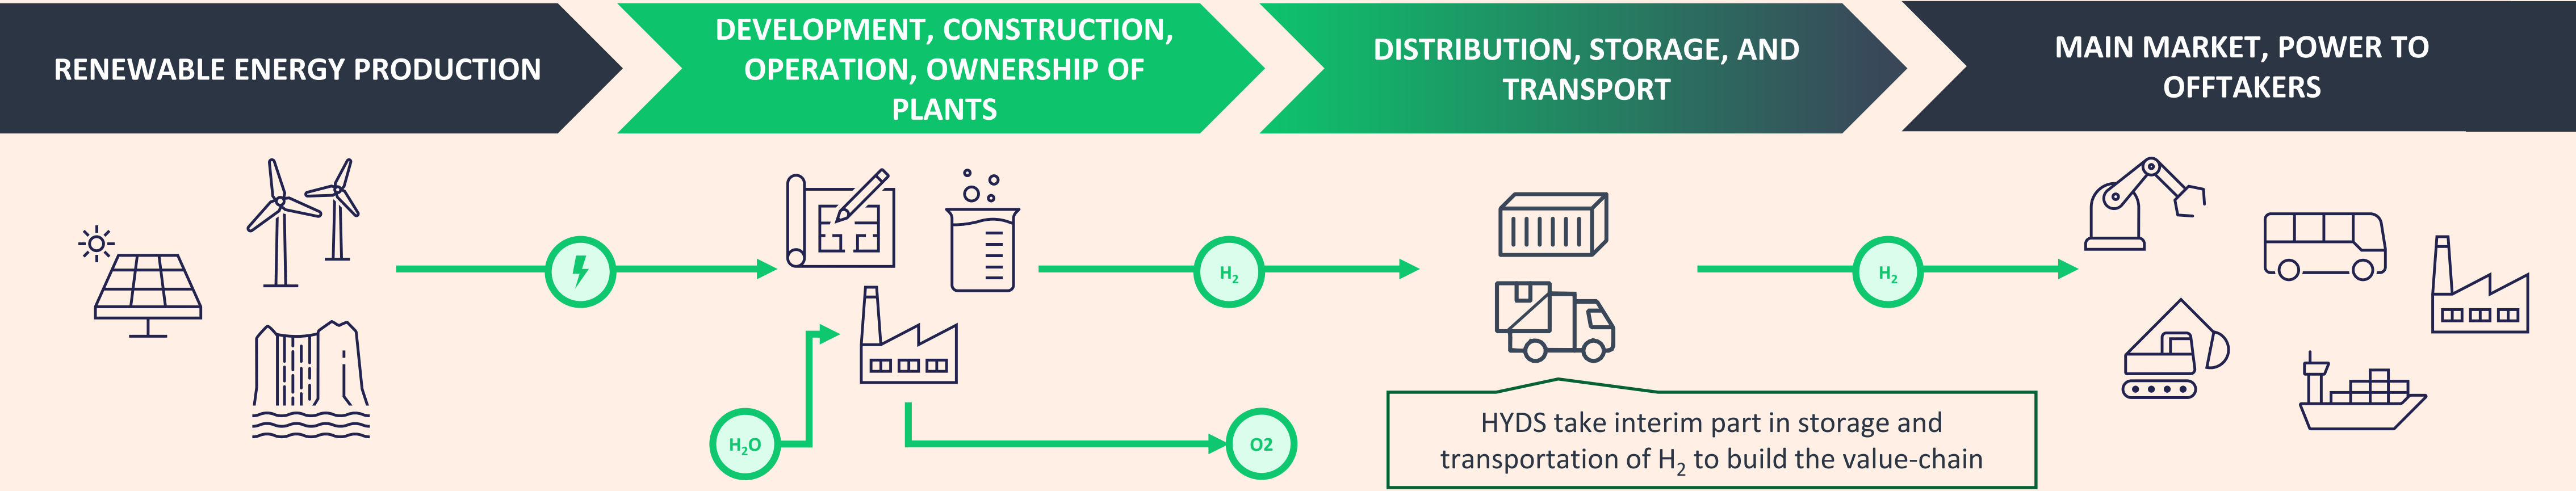 RENEWABLE ENERGY PRODUCTION
DEVELOPMENT, CONSTRUCTION,
OPERATION, OWNERSHIP OF
PLANTS
DISTRIBUTION, STORAGE, AND
TRANSPORT
MAIN MARKET, POWER TO
OFFTAKERS
H₂
H₂
H₂O
O2
HYDS take interim part in storage and
transportation of H₂ to build the value-chain